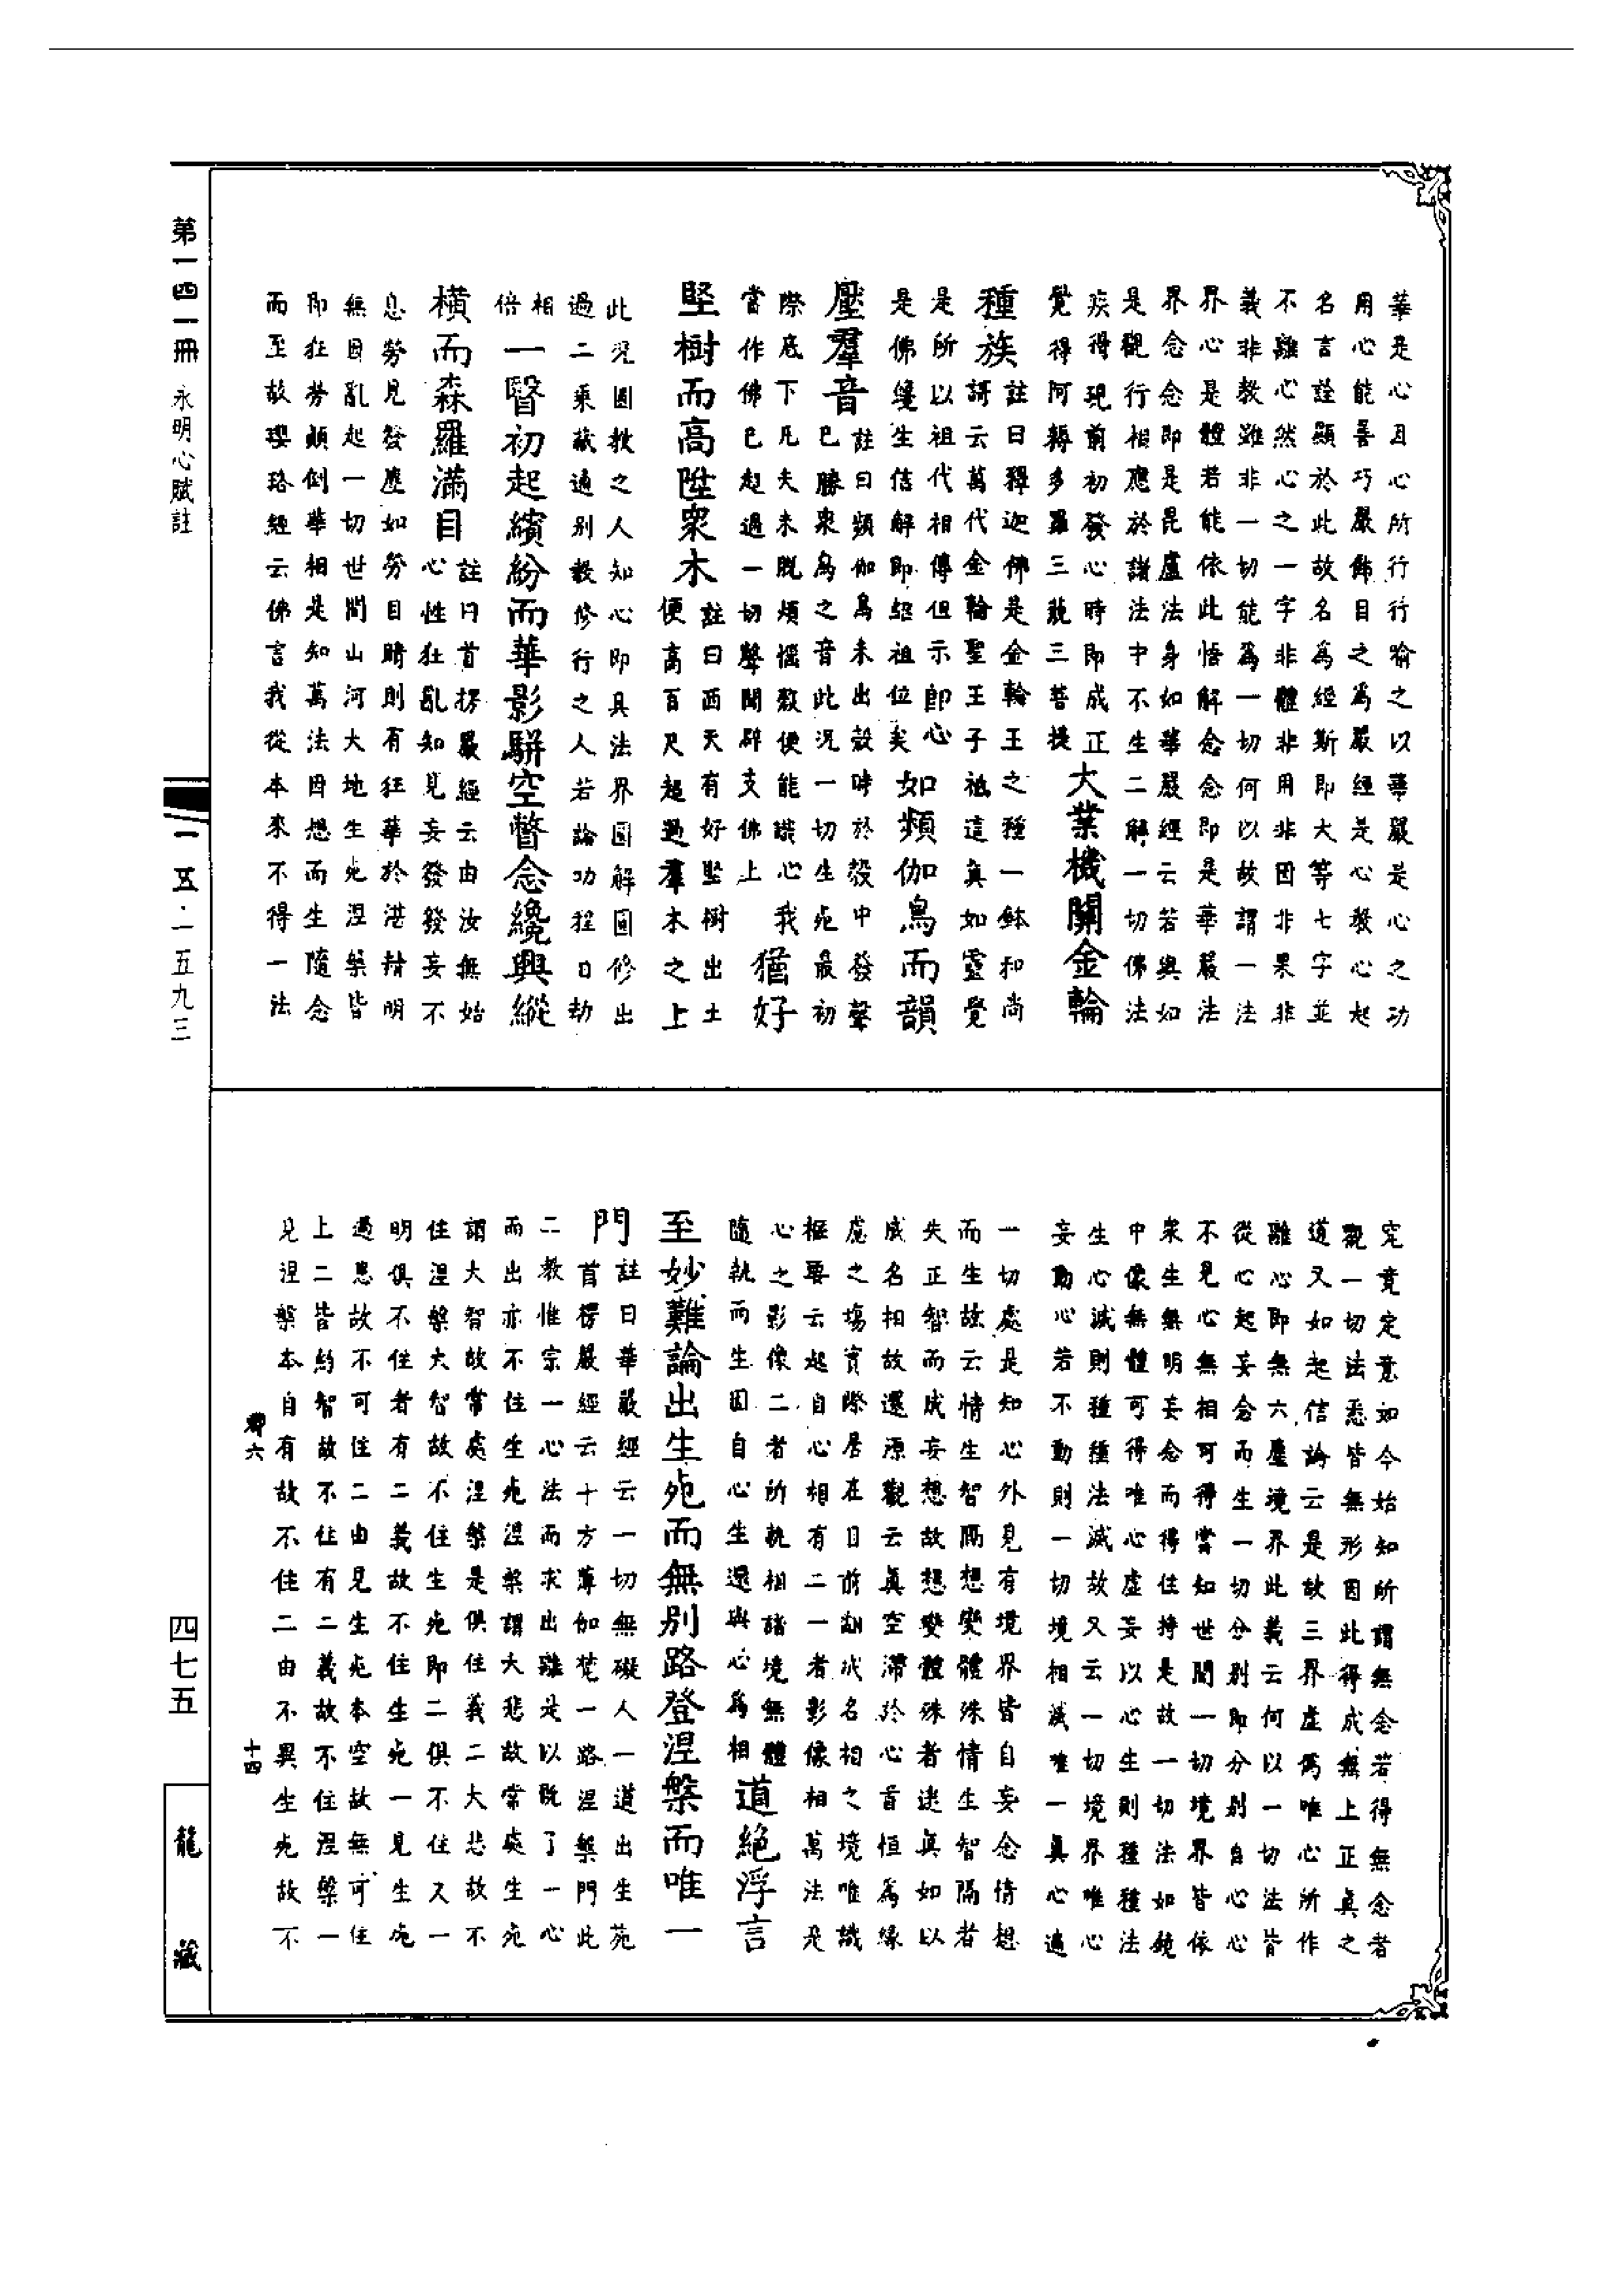 華是心因心所行行喻之以華嚴是心之功
用心能善巧嚴飾目之為嚴經是心教心起
名言詮顯於此故名為經斯即大等七字並
不離心然心之一字非體非用非因非果非
義非教雖非一切能為一切何以故謂一法
界心是體若能依此悟解念念即是華嚴法
界念念即是毘盧法身如華嚴經云若與如
是觀行相應於諸法中不生二解一切佛法
疾得現前初發心時即成正
覺得阿耨多羅三藐三菩提
大業機關金輪
種族
註曰釋迦佛是金輪王之種一鉢和尚
謌云萬代金輪聖王子祗這真如靈覺
是所以祖代相傳但示即心
是佛纔生信解即紹祖位矣
如頻伽鳥而韻
壓羣音
註曰頻伽鳥未出殼時於殼中發聲
已勝衆鳥之音此況一切生死最初
際底下凡夫未脫煩惱殼便能識心我
當作佛已超過一切聲聞辟支佛上
猶好
堅樹而高陞衆木
註曰西天有好堅樹出土
便高百尺超過羣木之上
此況圓教之人知心即具法界圓解圓修出
過二乘藏通別教修行之人若論功程日劫
相
倍
一瞖初起繽紛而華影駢空瞥念纔興縱
橫而森羅滿目
註曰首楞嚴經云由汝無始
心性狂亂知見妄發發妄不
息勞見發塵如勞目睛則有狂華於湛精明
無因亂起一切世間山河大地生死涅槃皆
即狂勞顛倒華相是知萬法因想而生隨念
而至故瓔珞經云佛言我從本來不得一法
究竟定意如今始知所謂無念若得無念者
觀一切法悉皆無形因此得成無上正真之
道又如起信論云是故三界虛偽唯心所作
離心即無六塵境界此義云何以一切法皆
從心起妄念而生一切分別即分別自心心
不見心無相可得當知世間一切境界皆依
衆生無明妄念而得住持是故一切法如鏡
中像無體可得唯心虛妄以心生則種種法
生心滅則種種法滅故又云一切境界唯心
妄動心若不動則一切境相滅唯一真心遍
一切處是知心外見有境界皆自妄念情想
而生故云情生智隔想變體殊情生智隔者
失正智而成妄想故想變體殊者迷真如以
成名相故還源觀云真空滯於心首恒為緣
慮之場實際居在目前翻成名相之境唯識
樞要云起自心相有二一者影像相萬法是
心之影像二者所執相諸境無體
隨執而生因自心生還與心為相
道絕浮言
至妙難論出生死而無別路登涅槃而唯一
門
註曰華嚴經云一切無礙人一道出生死
首楞嚴經云十方薄伽梵一路涅槃門此
二教惟宗一心法而求出離是以既了一心
而出亦不住生死涅槃謂大悲故常處生死
謂大智故常處涅槃是俱住義二大悲故不
住涅槃大智故不住生死即二俱不住又一
明俱不住者有二義故不住生死一見生死
過患故不可住二由見生死本空故無可住
上二皆約智故不住有二義故不住涅槃一
見涅槃本自有故不住二由不異生死故不
卿六
十四
第一四一冊 永明心賦註
一五·一五九三
四七五
龍藏